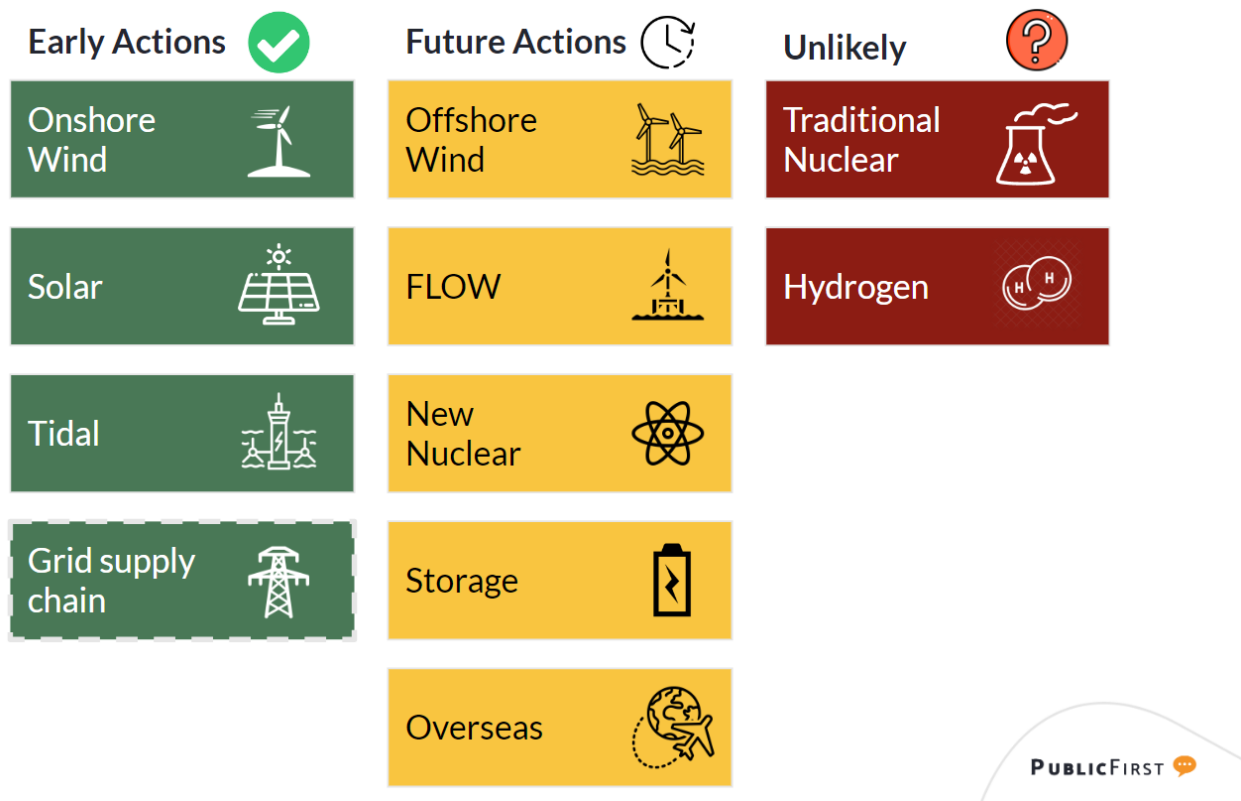 Early Actions
Onshore
Wind
Solar
Tidal
Grid supply
chain
Future Actions
Offshore
Wind
FLOW
New
Nuclear
Storage
Overseas
Unlikely
?
Traditional
Nuclear
Hydrogen
H H
PUBLICFIRST